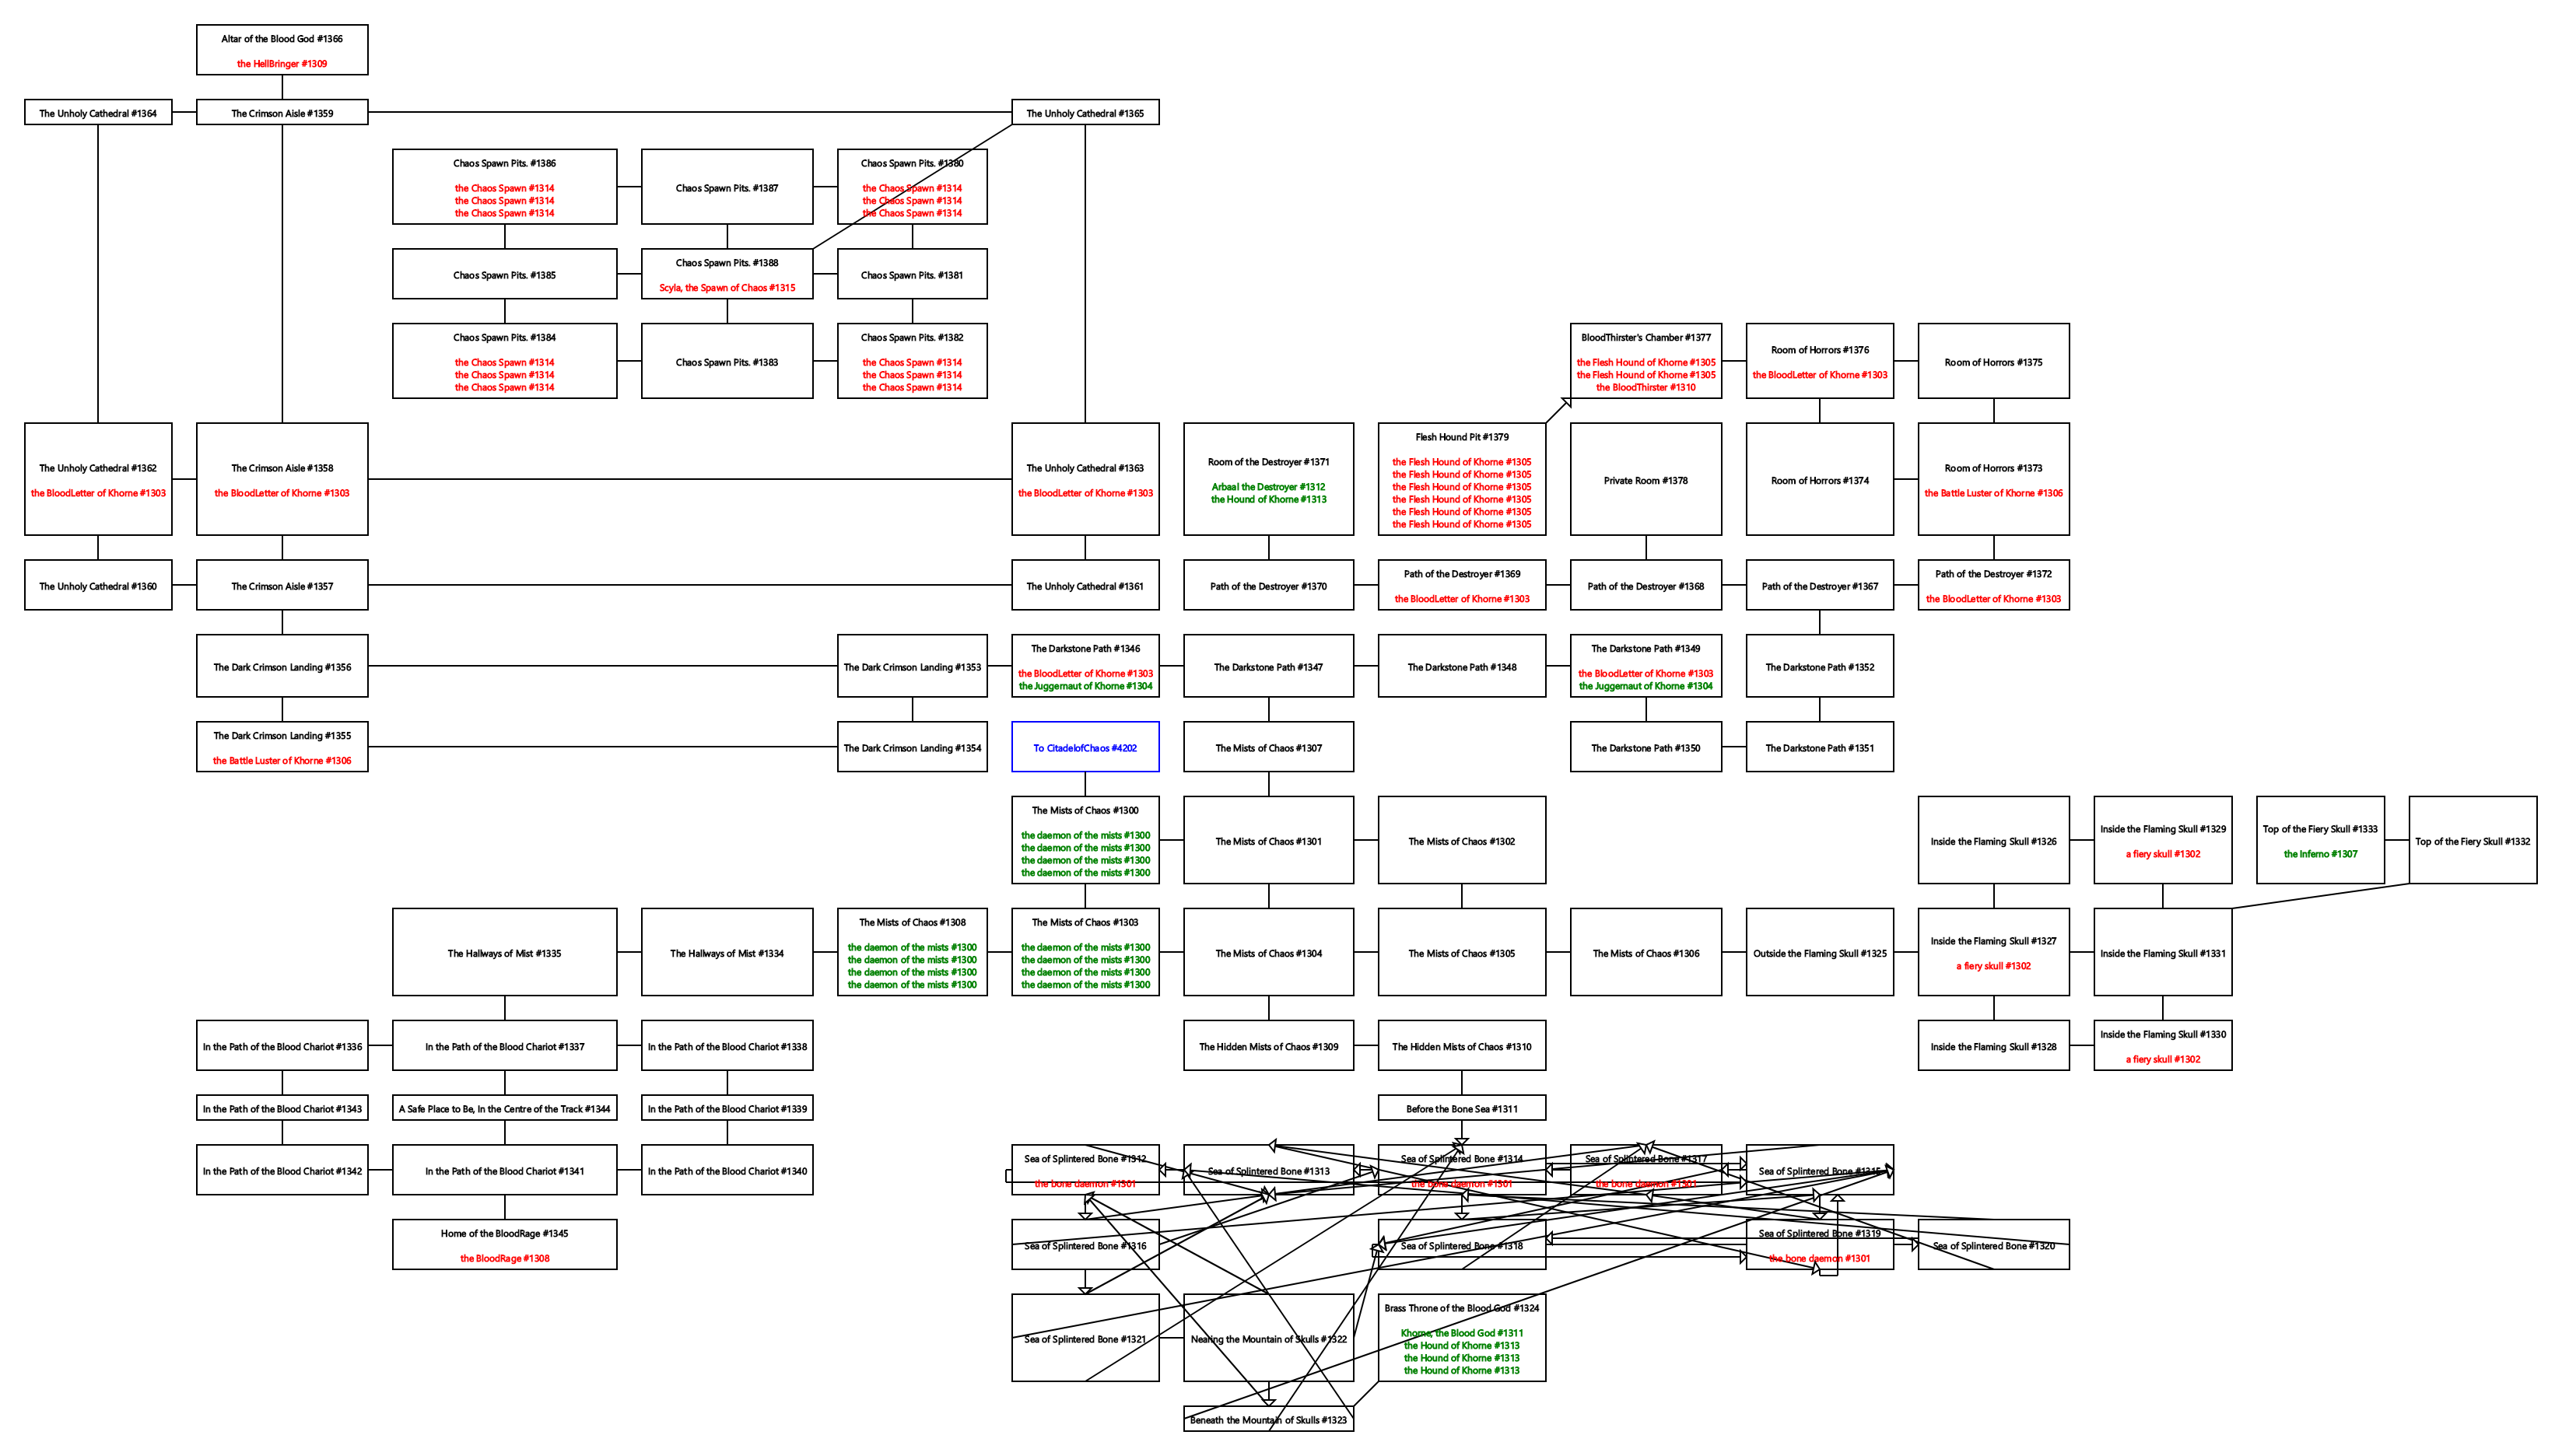 Altar of the Blood God #1366
the HellBringer #1309
The Unholy Cathedral #1364
The Crimson Aisle #1359
The Unholy Cathedral #1365
Chaos Spawn Pits. #1386
the Chaos Spawn #1314
the Chaos Spawn #1314
the Chaos Spawn #1314
Chaos Spawn Pits. #1387
Chaos Spawn Pits. #1380
the Chaos Spawn #1314
the Chaos Spawn #1314
the Chaos Spawn #1314
Chaos Spawn Pits. #1385
Chaos Spawn Pits. #1388
Scyla, the Spawn of Chaos #1315
Chaos Spawn Pits. #1381
Chaos Spawn Pits. #1384
the Chaos Spawn #1314
the Chaos Spawn #1314
the Chaos Spawn #1314
Chaos Spawn Pits. #1383
Chaos Spawn Pits. #1382
the Chaos Spawn #1314
the Chaos Spawn #1314
the Chaos Spawn #1314
BloodThirster's Chamber #1377
the Flesh Hound of Khorne #1305
the Flesh Hound of Khorne #1305
the BloodThirster #1310
Room of Horrors #1376
the BloodLetter of Khorne #1303
Room of Horrors #1375
The Unholy Cathedral #1362
the BloodLetter of Khorne #1303
The Crimson Aisle #1358
the BloodLetter of Khorne #1303
The Unholy Cathedral #1363
the BloodLetter of Khorne #1303
Room of the Destroyer #1371
Arbaal the Destroyer #1312
the Hound of Khorne #1313
Flesh Hound Pit #1379
the Flesh Hound of Khorne #1305
the Flesh Hound of Khorne #1305
the Flesh Hound of Khorne #1305
the Flesh Hound of Khorne #1305
the Flesh Hound of Khorne #1305
the Flesh Hound of Khorne #1305
Private Room #1378
Room of Horrors #1374
Room of Horrors #1373
the Battle Luster of Khorne #1306
The Unholy Cathedral #1360
The Crimson Aisle #1357
The Unholy Cathedral #1361
Path of the Destroyer #1370
Path of the Destroyer #1369
the BloodLetter of Khorne #1303
Path of the Destroyer #1368
Path of the Destroyer #1367
Path of the Destroyer #1372
the BloodLetter of Khorne #1303
The Dark Crimson Landing #1356
The Dark Crimson Landing #1353
The Darkstone Path #1346
the BloodLetter of Khorne #1303
the Juggernaut of Khorne #1304
The Darkstone Path #1347
The Darkstone Path #1348
The Darkstone Path #1349
the BloodLetter of Khorne #1303
the Juggernaut of Khorne #1304
The Darkstone Path #1352
The Dark Crimson Landing #1355
the Battle Luster of Khorne #1306
The Dark Crimson Landing #1354
To CitadelofChaos #4202
The Mists of Chaos #1307
The Darkstone Path #1350
The Darkstone Path #1351
The Mists of Chaos #1300
the daemon of the mists #1300
the daemon of the mists #1300
the daemon of the mists #1300
the daemon of the mists #1300
The Mists of Chaos #1301
The Mists of Chaos #1302
Inside the Flaming Skull #1326
Inside the Flaming Skull #1329
a fiery skull #1302
Top of the Fiery Skull #1333
the Inferno #1307
Top of the Fiery Skull #1332
The Hallways of Mist #1335
The Hallways of Mist #1334
The Mists of Chaos #1308
the daemon of the mists #1300
the daemon of the mists #1300
the daemon of the mists #1300
the daemon of the mists #1300
The Mists of Chaos #1303
the daemon of the mists #1300
the daemon of the mists #1300
the daemon of the mists #1300
the daemon of the mists #1300
The Mists of Chaos #1304
The Mists of Chaos #1305
The Mists of Chaos #1306
Outside the Flaming Skull #1325
Inside the Flaming Skull #1327
a fiery skull #1302
Inside the Flaming Skull #1331
In the Path of the Blood Chariot #1336
In the Path of the Blood Chariot #1337
In the Path of the Blood Chariot #1338
The Hidden Mists of Chaos #1309
The Hidden Mists of Chaos #1310
Inside the Flaming Skull #1328
Inside the Flaming Skull #1330
a fiery skull #1302
In the Path of the Blood Chariot #1343
A Safe Place to Be, In the Centre of the Track #1344
In the Path of the Blood Chariot #1339
Before the Bone Sea #1311
In the Path of the Blood Chariot #1342
In the Path of the Blood Chariot #1341
In the Path of the Blood Chariot #1340
Sea of Splintered Bone #1312
the bone daemon #1301
Sea of Splintered Bone #1313
Sea of Splintered Bone #1314
the bone daemon #1301
Sea of Splintered Bone #1317
the bone daemon #1301
Sea of Splintered Bone #1315
Home of the BloodRage #1345
the BloodRage #1308
Sea of Splintered Bone #1316
Sea of Splintered Bone #1318
Sea of Splintered Bone #1319
the bone daemon #1301
Sea of Splintered Bone #1320
Sea of Splintered Bone #1321
Nearing the Mountain of Skulls #1322
Brass Throne of the Blood God #1324
Khorne, the Blood God #1311
the Hound of Khorne #1313
the Hound of Khorne #1313
the Hound of Khorne #1313
Beneath the Mountain of Skulls #1323